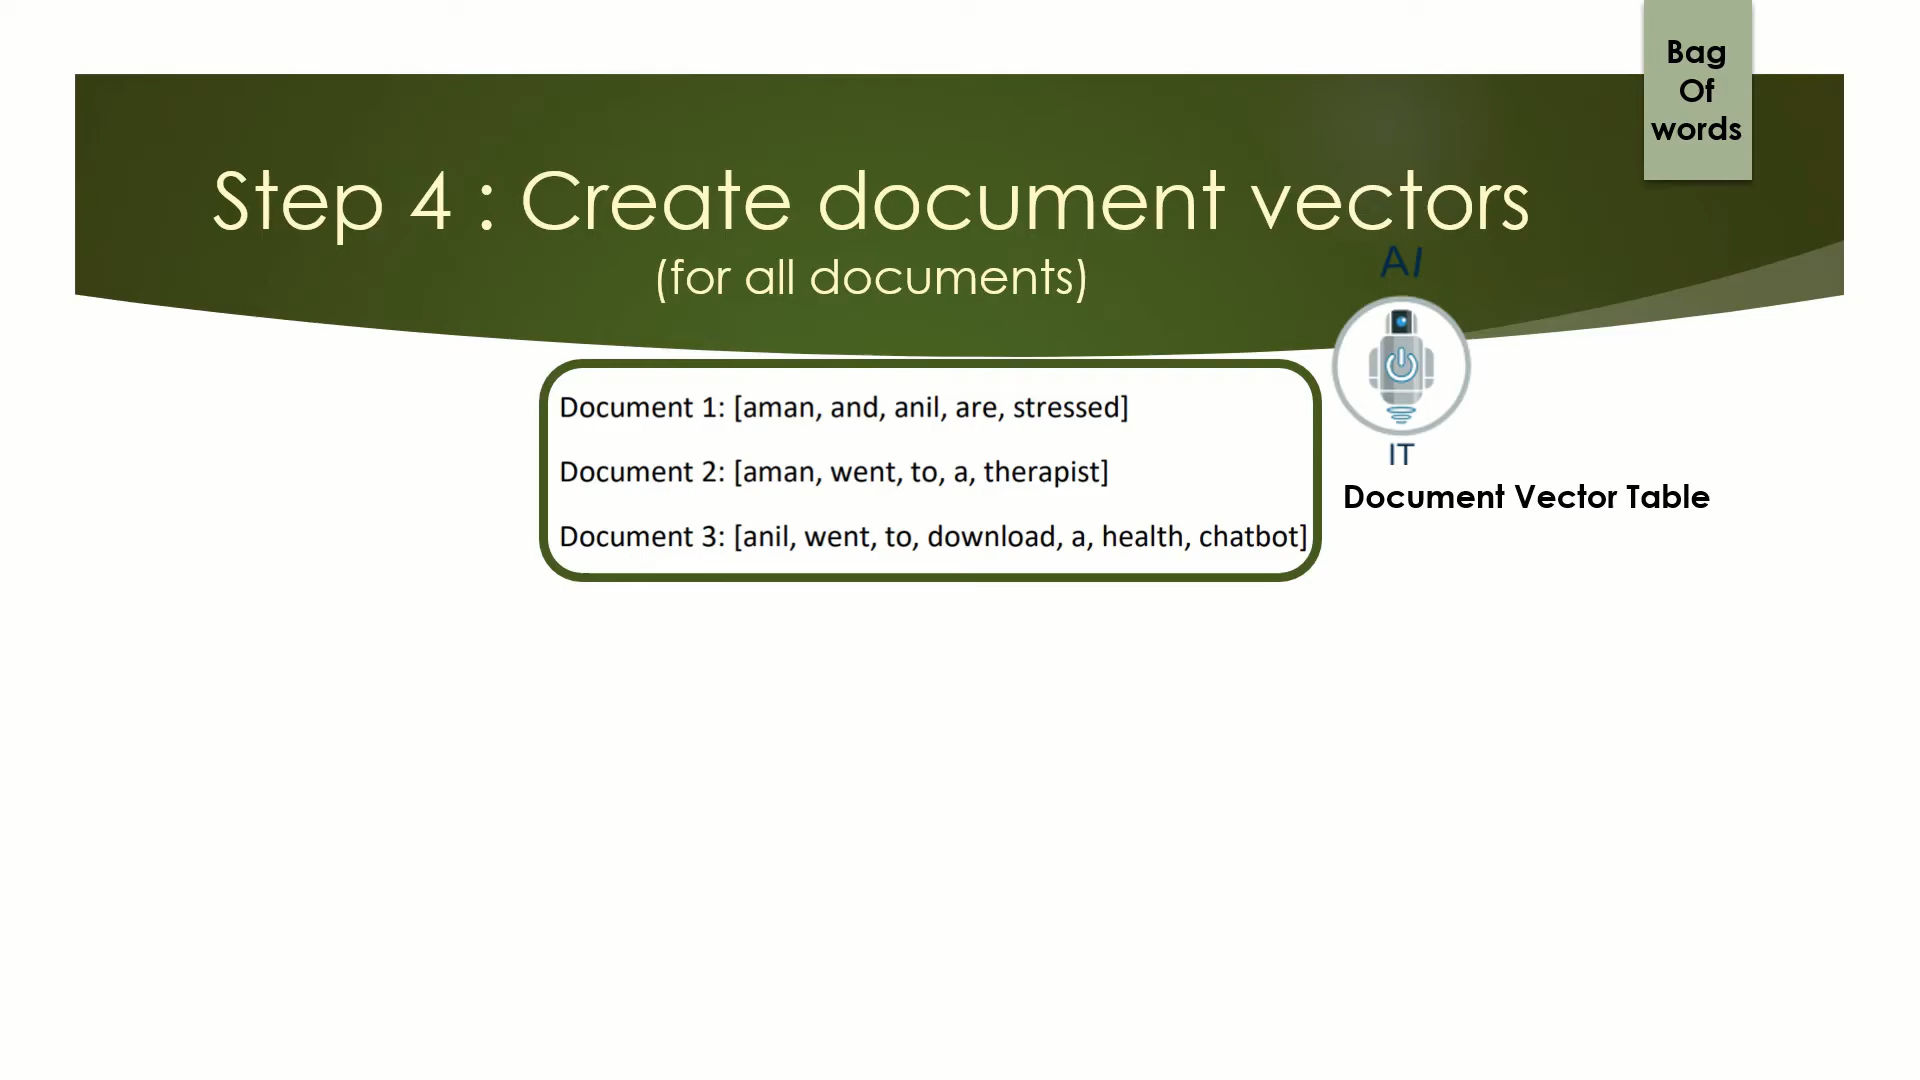 Bag
Of
words
Step 4 : Create document vectors
(for all documents)
AI
IT
Document 1: [aman, and, anil, are, stressed]
Document 2: [aman, went, to, a, therapist]
Document 3: [anil, went, to, download, a, health, chatbot]
Document Vector Table